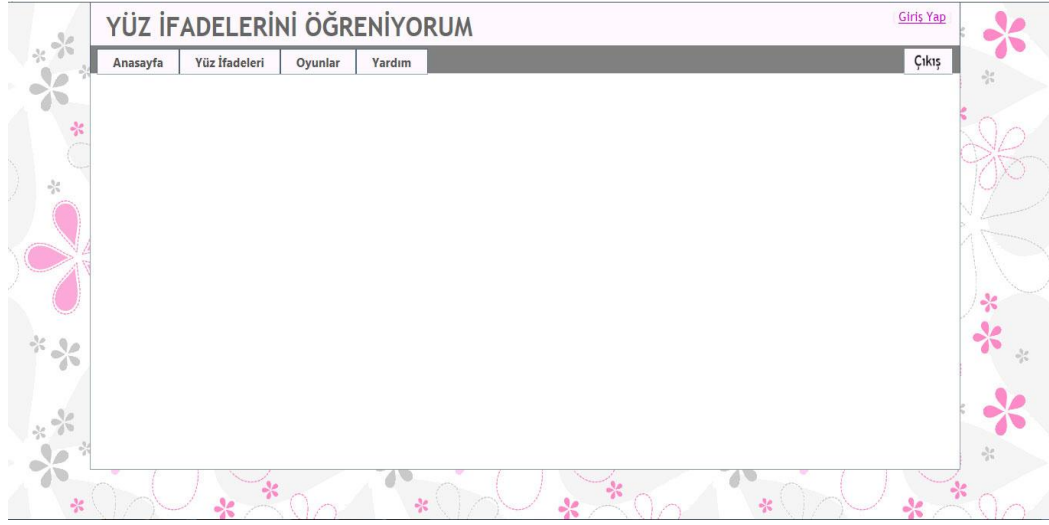 YÜZ İFADELERİNİ ÖĞRENİYORUM
Giriş Yap
Anasayfa Yüz İfadeleri Oyunlar Yardım Çıkış